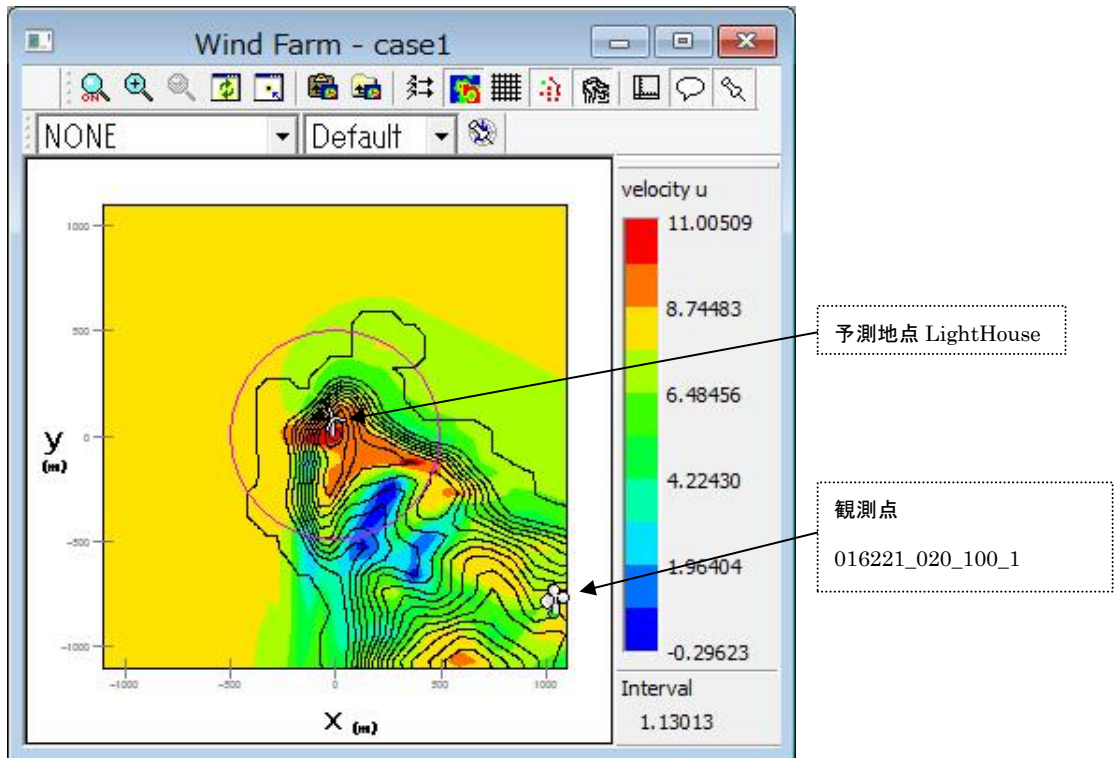 Wind Farm - case1
ON
NONE
Default
velocity u
11.00509
8.74483
6.48456
4.22430
1.96404
-0.29623
Interval
1.13013
1000
500
0
-500
-1000
y
(m)
-1000
-500
0
500
1000
X (m)
予測地点 LightHouse
観測点
016221_020_100_1